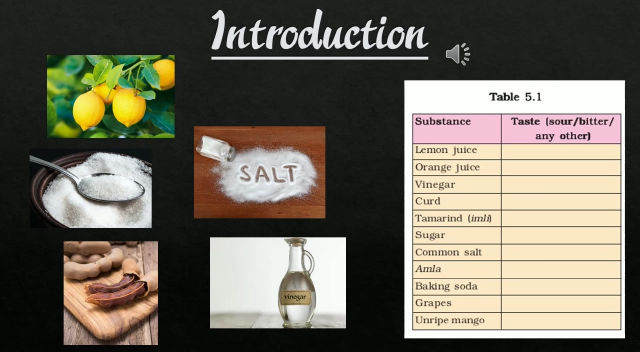 Introduction
SALT
vinegar
Table 5.1
Substance
Taste (sour/bitter/
any other)
Lemon juice
Orange juice
Vinegar
Curd
Tamarind (imli)
Sugar
Common salt
Amla
Baking soda
Grapes
Unripe mango